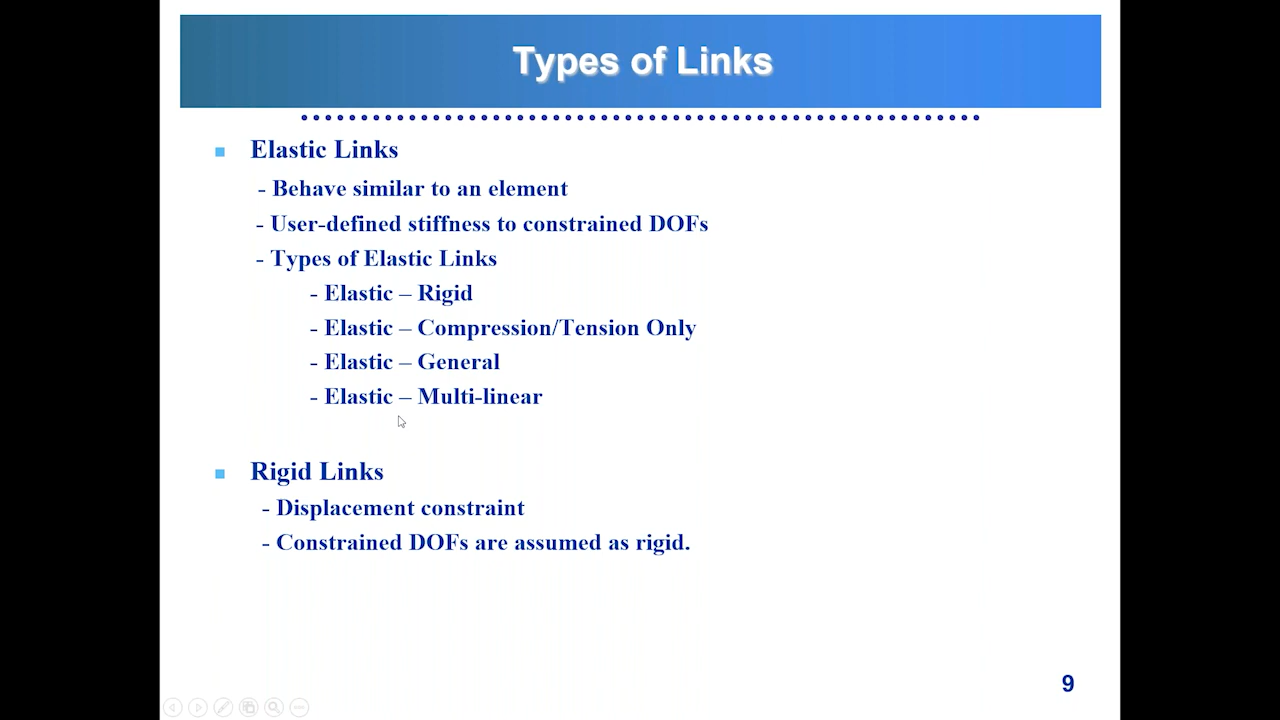 Types of Links
Elastic Links
- Behave similar to an element
- User-defined stiffness to constrained DOFs
- Types of Elastic Links
- Elastic – Rigid
- Elastic – Compression/Tension Only
- Elastic – General
- Elastic – Multi-linear
Rigid Links
- Displacement constraint
- Constrained DOFs are assumed as rigid.
9